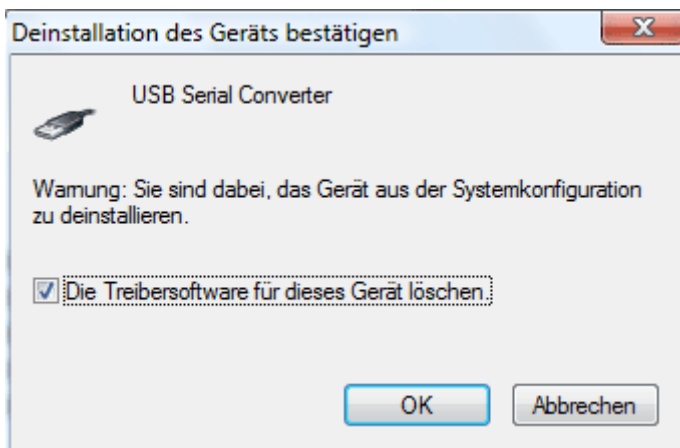 Deinstallation des Geräts bestätigen
USB Serial Converter
Warnung: Sie sind dabei, das Gerät aus der Systemkonfiguration
zu deinstallieren.
Die Treibersoftware für dieses Gerät löschen.
OK
Abbrechen